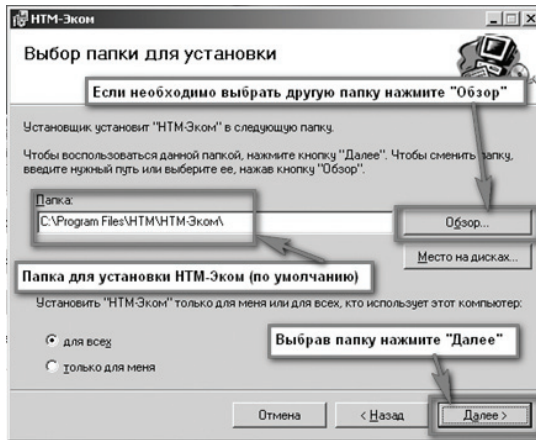 НТМ-Эком
Выбор папки для установки
Если необходимо выбрать другую папку нажмите "Обзор"
Установщик установит "НТМ-Эком" в следующую папку.
Чтобы воспользоваться данной папкой, нажмите кнопку "Далее". Чтобы сменить папку,
введите нужный путь или выберите ее, нажав кнопку "Обзор".
Папка:
C:\Program Files\НТМ\НТМ-Эком\
Обзор...
Место на дисках...
Папка для установки НТМ-Эком (по умолчанию)
Установить "НТМ-Эком" только для меня или для всех, кто использует этот компьютер:
для всех
Выбрав папку нажмите "Далее"
только для меня
Отмена
< Назад
Далее >